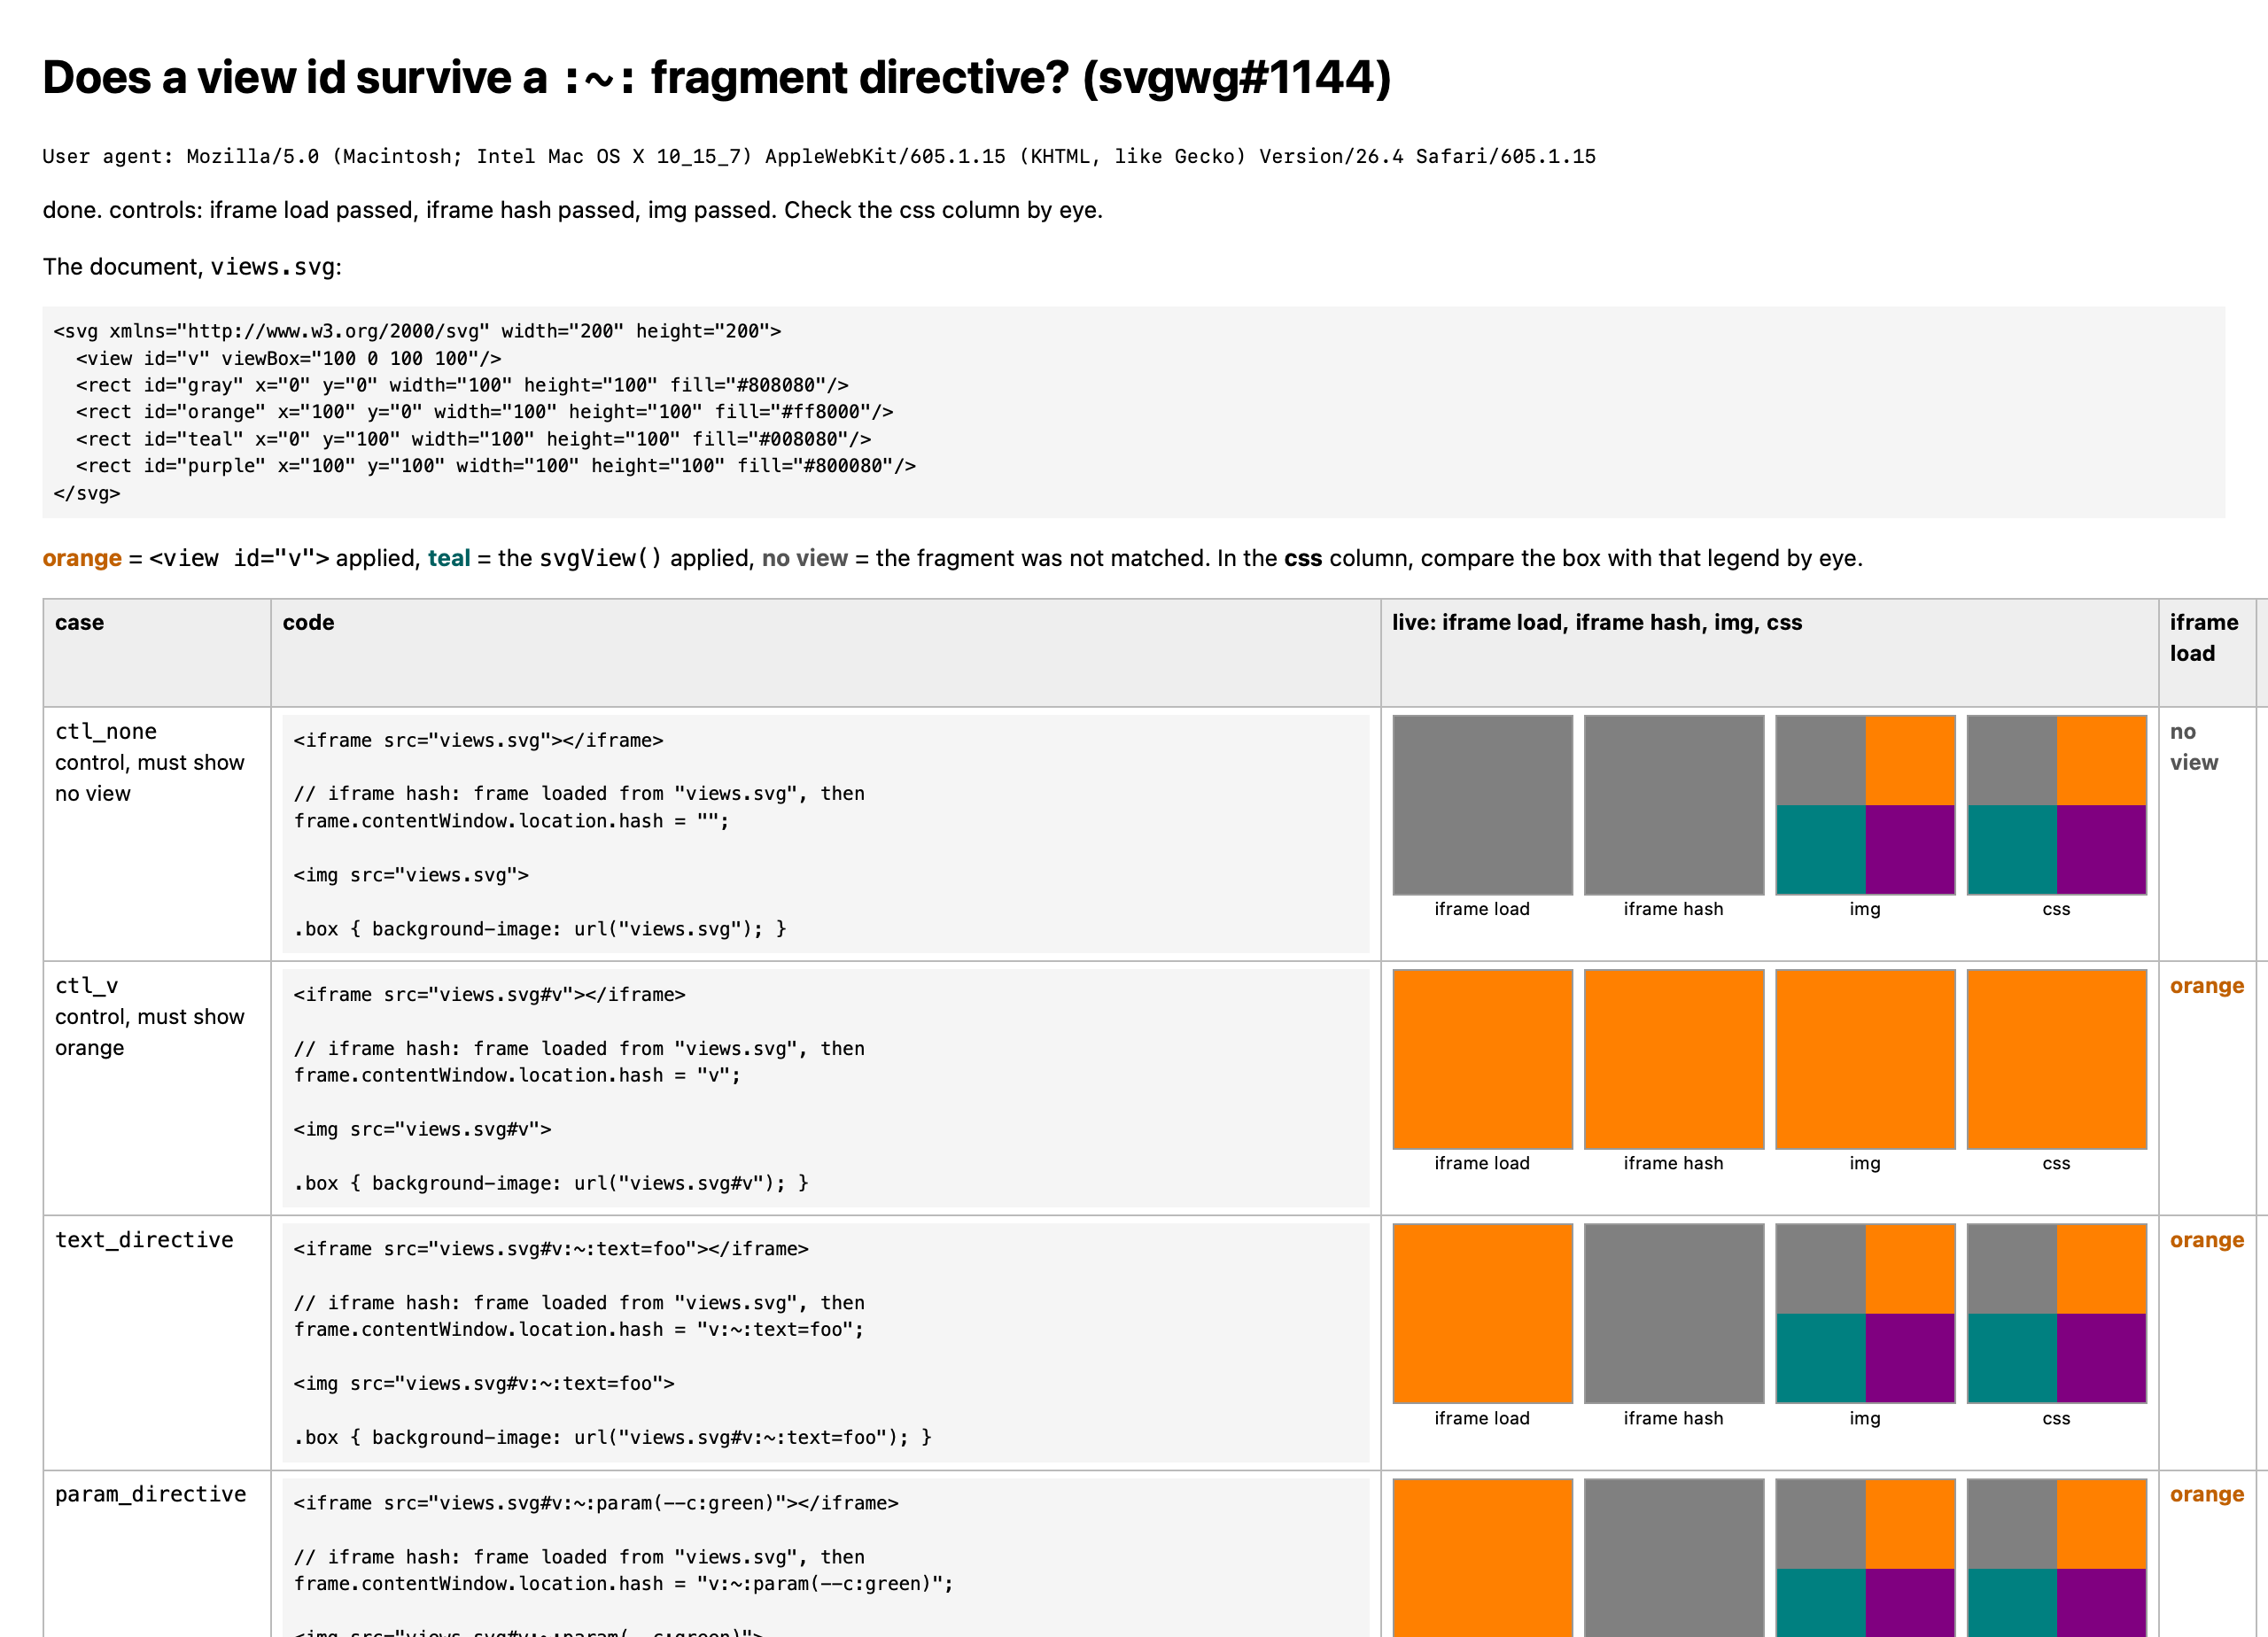 Does a view id survive a :~: fragment directive? (svgwg#1144)
User agent: Mozilla/5.0 (Macintosh; Intel Mac OS X 10_15_7) AppleWebKit/605.1.15 (KHTML, like Gecko) Version/26.4 Safari/605.1.15
done. controls: iframe load passed, iframe hash passed, img passed. Check the css column by eye.
The document, views.svg:
<svg xmlns="http://www.w3.org/2000/svg" width="200" height="200">
  <view id="v" viewBox="100 0 100 100"/>
  <rect id="gray" x="0" y="0" width="100" height="100" fill="#808080"/>
  <rect id="orange" x="100" y="0" width="100" height="100" fill="#ff8000"/>
  <rect id="teal" x="0" y="100" width="100" height="100" fill="#008080"/>
  <rect id="purple" x="100" y="100" width="100" height="100" fill="#800080"/>
</svg>
orange = <view id="v"> applied, teal = the svgView() applied, no view = the fragment was not matched. In the css column, compare the box with that legend by eye.
case
code
live: iframe load, iframe hash, img, css
iframe
load
ctl_none
control, must show
no view
<iframe src="views.svg"></iframe>
// iframe hash: frame loaded from "views.svg", then
frame.contentWindow.location.hash = "";
<img src="views.svg">
.box { background-image: url("views.svg"); }
iframe load
iframe hash
img
css
no
view
ctl_v
control, must show
orange
<iframe src="views.svg#v"></iframe>
// iframe hash: frame loaded from "views.svg", then
frame.contentWindow.location.hash = "v";
<img src="views.svg#v">
.box { background-image: url("views.svg#v"); }
iframe load
iframe hash
img
css
orange
text_directive
<iframe src="views.svg#v:~:text=foo"></iframe>
// iframe hash: frame loaded from "views.svg", then
frame.contentWindow.location.hash = "v:~:text=foo";
<img src="views.svg#v:~:text=foo">
.box { background-image: url("views.svg#v:~:text=foo"); }
iframe load
iframe hash
img
css
orange
param_directive
<iframe src="views.svg#v:~:param(--c:green)"></iframe>
// iframe hash: frame loaded from "views.svg", then
frame.contentWindow.location.hash = "v:~:param(--c:green)";
<img src="views.svg#v:~:param(--c:green)">
orange